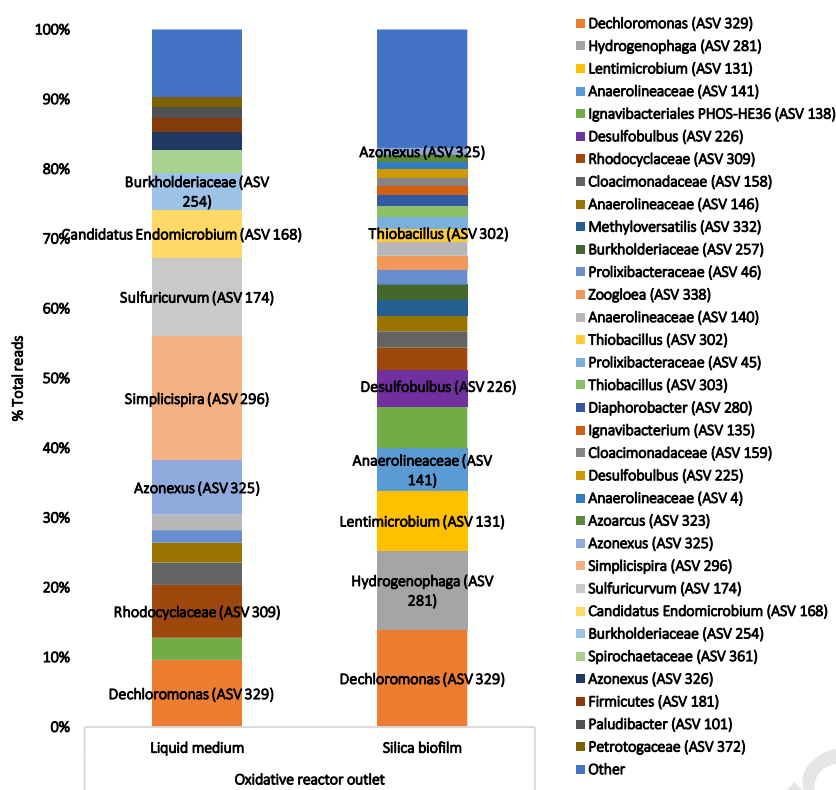 100%
90%
80%
70%
60%
50%
40%
30%
20%
10%
0%
% Total reads
Burkholderiaceae (ASV
254)
Candidatus Endomicrobium (ASV 168)
Sulfuricurvum (ASV 174)
Simplicispira (ASV 296)
Azonexus (ASV 325)
Rhodocyclaceae (ASV 309)
Dechloromonas (ASV 329)
Azonexus (ASV 325)
Thiobacillus (ASV 302)
Desulfobulbus (ASV 226)
Anaerolineaceae (ASV
141)
Lentimicrobium (ASV 131)
Hydrogenophaga (ASV
281)
Dechloromonas (ASV 329)
Liquid medium
Silica biofilm
Oxidative reactor outlet
Dechloromonas (ASV 329)
Hydrogenophaga (ASV 281)
Lentimicrobium (ASV 131)
Anaerolineaceae (ASV 141)
Ignavibacteriales PHOS-HE36 (ASV 138)
Desulfobulbus (ASV 226)
Rhodocyclaceae (ASV 309)
Cloacimonadaceae (ASV 158)
Anaerolineaceae (ASV 146)
Methyloversatilis (ASV 332)
Burkholderiaceae (ASV 257)
Prolixibacteraceae (ASV 46)
Zoogloea (ASV 338)
Anaerolineaceae (ASV 140)
Thiobacillus (ASV 302)
Prolixibacteraceae (ASV 45)
Thiobacillus (ASV 303)
Diaphorobacter (ASV 280)
Ignavibacterium (ASV 135)
Cloacimonadaceae (ASV 159)
Desulfobulbus (ASV 225)
Anaerolineaceae (ASV 4)
Azoarcus (ASV 323)
Azonexus (ASV 325)
Simplicispira (ASV 296)
Sulfuricurvum (ASV 174)
Candidatus Endomicrobium (ASV 168)
Burkholderiaceae (ASV 254)
Spirochaetaceae (ASV 361)
Azonexus (ASV 326)
Firmicutes (ASV 181)
Paludibacter (ASV 101)
Petrotogaceae (ASV 372)
Other